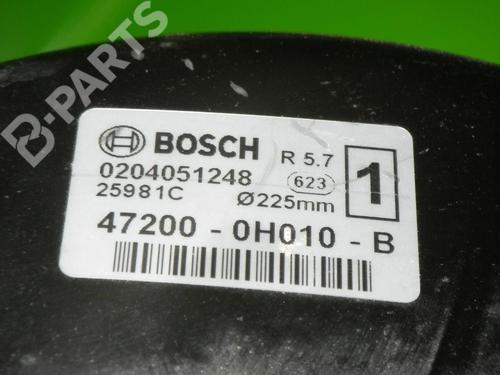 B-PARTS
BOSCH R 5.7 1
0204051248 623
25981C Ø225mm
47200 - 0H010 - B